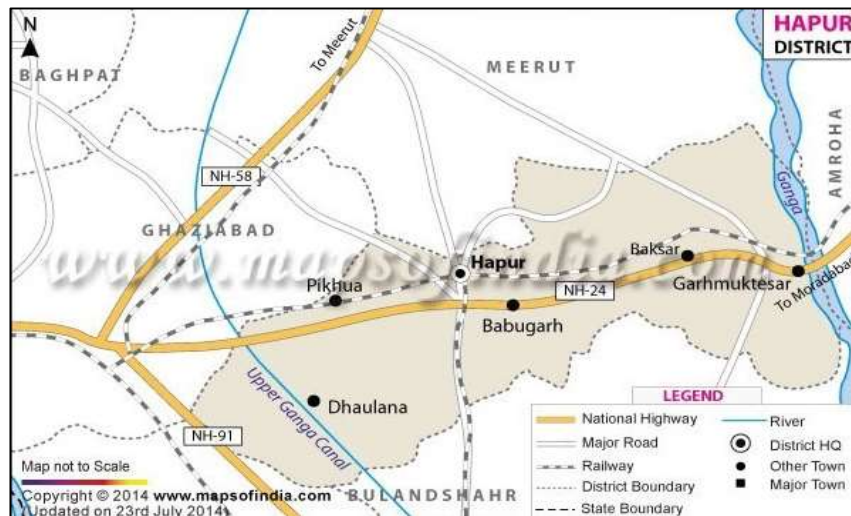 N
HAPUR
DISTRICT
BAGHPAT
To Meerut
MEERUT
AMROHA
Ganga
NH-58
GHAZIABAD
www.mapsofindia.com
Hapur
Baksar
Pikhua
NH-24
Garhmuktesar
To Moradabad
Babugarh
Dhaulana
Upper Ganga Canal
NH-91
BULANDSHAHR
LEGEND
National Highway
Major Road
Railway
District Boundary
State Boundary
River
District HQ
Other Town
Major Town
Map not to Scale
Copyright © 2014 www.mapsofindia.com
(Updated on 23rd July 2014)